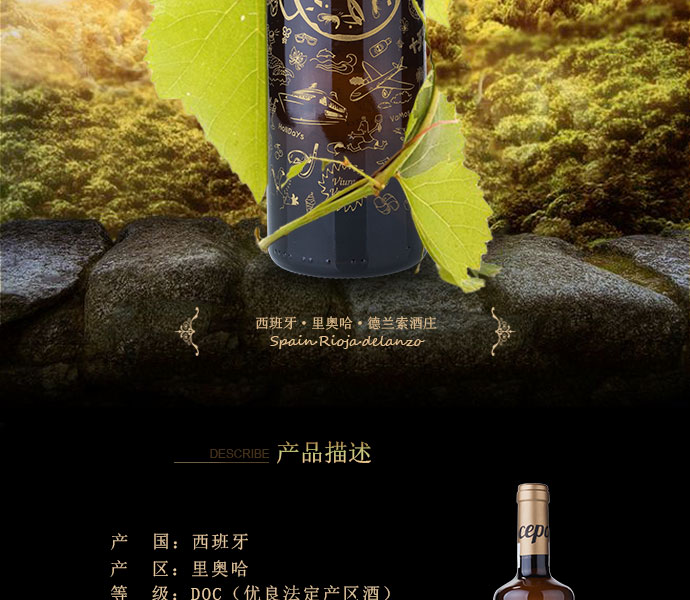 HoliDay's
西班牙·里奥哈·德兰索酒庄
Spain Rioja delanzo
DESCRIBE 产品描述
产 国：西班牙
产 区：里奥哈
等 级：DOC（优良法定产区酒）